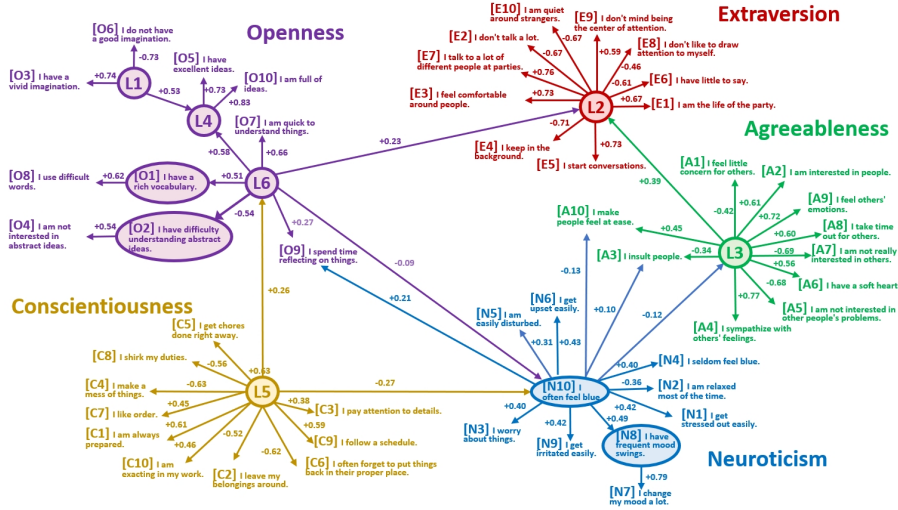 Openness
[O6] I do not have
a good imagination.
-0.73
[O3] I have a
vivid imagination.
+0.74
L1
+0.53
[O5] I have
excellent ideas.
+0.73
[O10] I am full of
ideas.
+0.83
L4
+0.58
[O7] I am quick to
understand things.
+0.66
[O8] I use difficult
words.
+0.62
[O1] I have a
rich vocabulary.
+0.51
L6
-0.54
[O4] I am not
interested in
abstract ideas.
+0.54
[O2] I have difficulty
understanding abstract
ideas.
+0.27
[O9] I spend time
reflecting on things.
+0.23
-0.09
+0.21
+0.26
Extraversion
[E10] I am quiet
around strangers.
-0.67
[E9] I don't mind being
the center of attention.
+0.59
[E2] I don't talk a lot.
-0.67
[E8] I don't like to draw
attention to myself.
-0.46
[E7] I talk to a lot of
different people at parties.
+0.76
[E6] I have little to say.
-0.61
[E3] I feel comfortable
around people.
+0.73
L2
+0.67
[E1] I am the life of the party.
-0.71
[E4] I keep in the
background.
+0.73
[E5] I start conversations.
Agreeableness
+0.39
[A1] I feel little
concern for others.
-0.42
[A2] I am interested in people.
+0.61
[A9] I feel others'
emotions.
+0.72
[A10] I make
people feel at ease.
+0.45
[A8] I take time
out for others.
+0.60
[A3] I insult people.
-0.34
L3
-0.69
[A7] I am not really
interested in others.
+0.56
[A6] I have a soft heart
-0.68
[A5] I am not interested in
other people's problems.
+0.77
[A4] I sympathize with
others' feelings.
-0.13
+0.10
-0.12
Conscientiousness
[C5] I get chores
done right away.
+0.63
[C8] I shirk my duties.
-0.56
[C4] I make a
mess of things.
-0.63
L5
-0.27
[C7] I like order.
+0.45
+0.38
[C3] I pay attention to details.
[C1] I am always
prepared.
+0.61
+0.59
[C9] I follow a schedule.
[C10] I am
exacting in my work.
+0.46
-0.52
[C2] I leave my
belongings around.
-0.62
[C6] I often forget to put things
back in their proper place.
[N5] I am
easily disturbed.
+0.31
[N6] I get
upset easily.
+0.43
[N10] I
often feel blue.
+0.40
[N4] I seldom feel blue.
-0.36
[N2] I am relaxed
most of the time.
+0.42
[N1] I get
stressed out easily.
+0.40
[N3] I worry
about things.
+0.42
[N9] I get
irritated easily.
+0.49
[N8] I have
frequent mood
swings.
+0.79
[N7] I change
my mood a lot.
Neuroticism